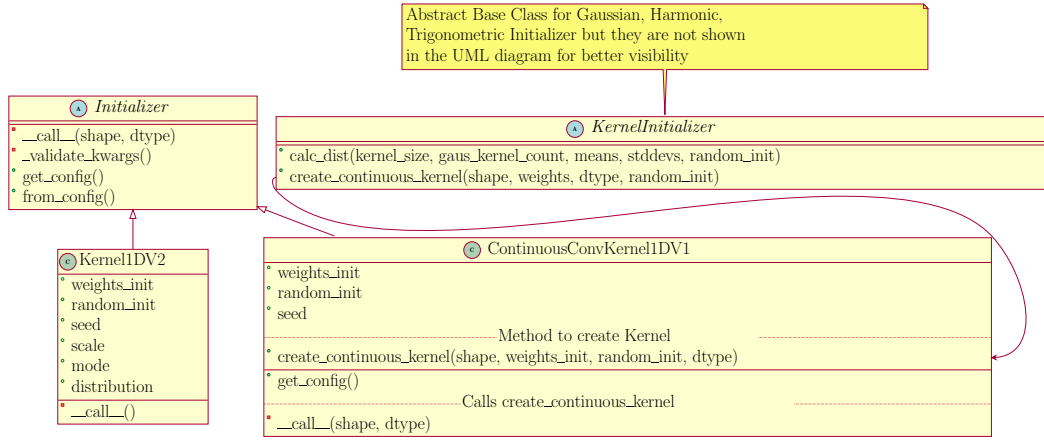 Abstract Base Class for Gaussian, Harmonic,
Trigonometric Initializer but they are not shown
in the UML diagram for better visibility
A Initializer
__call__(shape, dtype)
_validate_kwargs()
get_config()
from_config()
A KernelInitializer
calc_dist(kernel_size, gaus_kernel_count, means, stddevs, random_init)
create_continuous_kernel(shape, weights, dtype, random_init)
C Kernel1DV2
weights_init
random_init
seed
scale
mode
distribution
__call__()
C ContinuousConvKernel1DV1
weights_init
random_init
seed
Method to create Kernel
create_continuous_kernel(shape, weights_init, random_init, dtype)
get_config()
Calls create_continuous_kernel
__call__(shape, dtype)